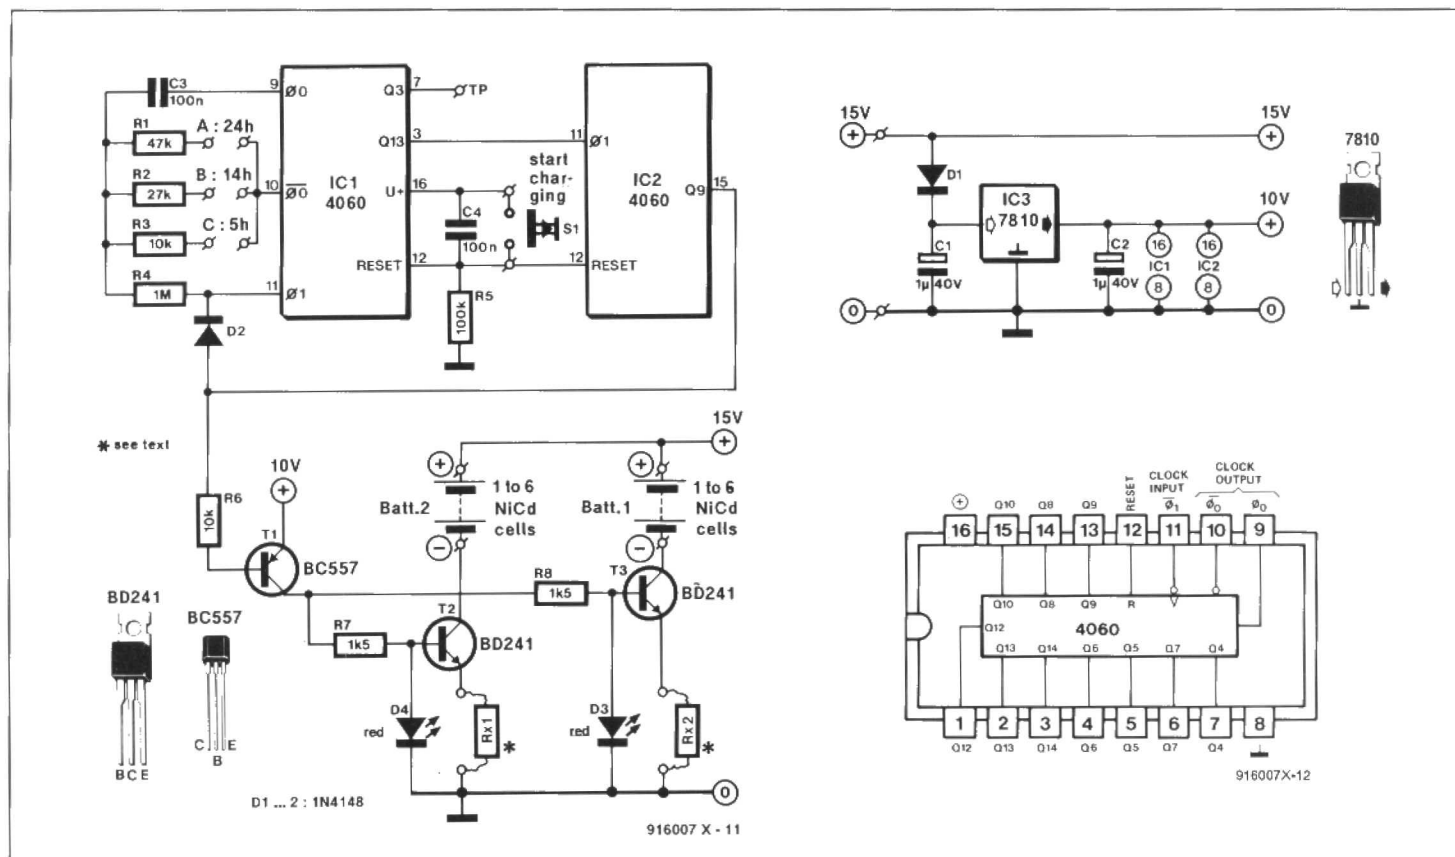 C3
100n
R1
47k
A : 24h
R2
27k
B : 14h
R3
10k
C : 5h
R4
1M
D2
9
Ø0
10
Ø0
11
Ø1
IC1
4060
Q3
7
TP
Q13
3
U+
16
RESET
12
C4
100n
R5
100k
start
char-
ging
S1
11
Ø1
IC2
4060
Q9
15
12
RESET
15V
+
15V
+
D1
IC3
7810
10V
+
C1
1µ 40V
C2
1µ 40V
16
IC1
8
16
IC2
8
0
0
7810
* see text
10V
+
R6
10k
T1
BC557
15V
+
+
Batt.2
1 to 6
NiCd
cells
−
+
Batt.1
1 to 6
NiCd
cells
−
R8
1k5
T3
BD241
R7
1k5
T2
BD241
D4
red
Rx1
*
D3
red
Rx2
*
0
BD241
B C E
BC557
C
B
E
D1 ... 2 : 1N4148
916007 X - 11
+
Q10
Q8
Q9
RESET
CLOCK
INPUT
Ø1
CLOCK
OUTPUT
Ø0
Ø0
16
15
14
13
12
11
10
9
Q10
Q8
Q9
R
Q12
4060
Q13
Q14
Q6
Q5
Q7
Q4
1
2
3
4
5
6
7
8
Q12
Q13
Q14
Q6
Q5
Q7
Q4
916007X-12